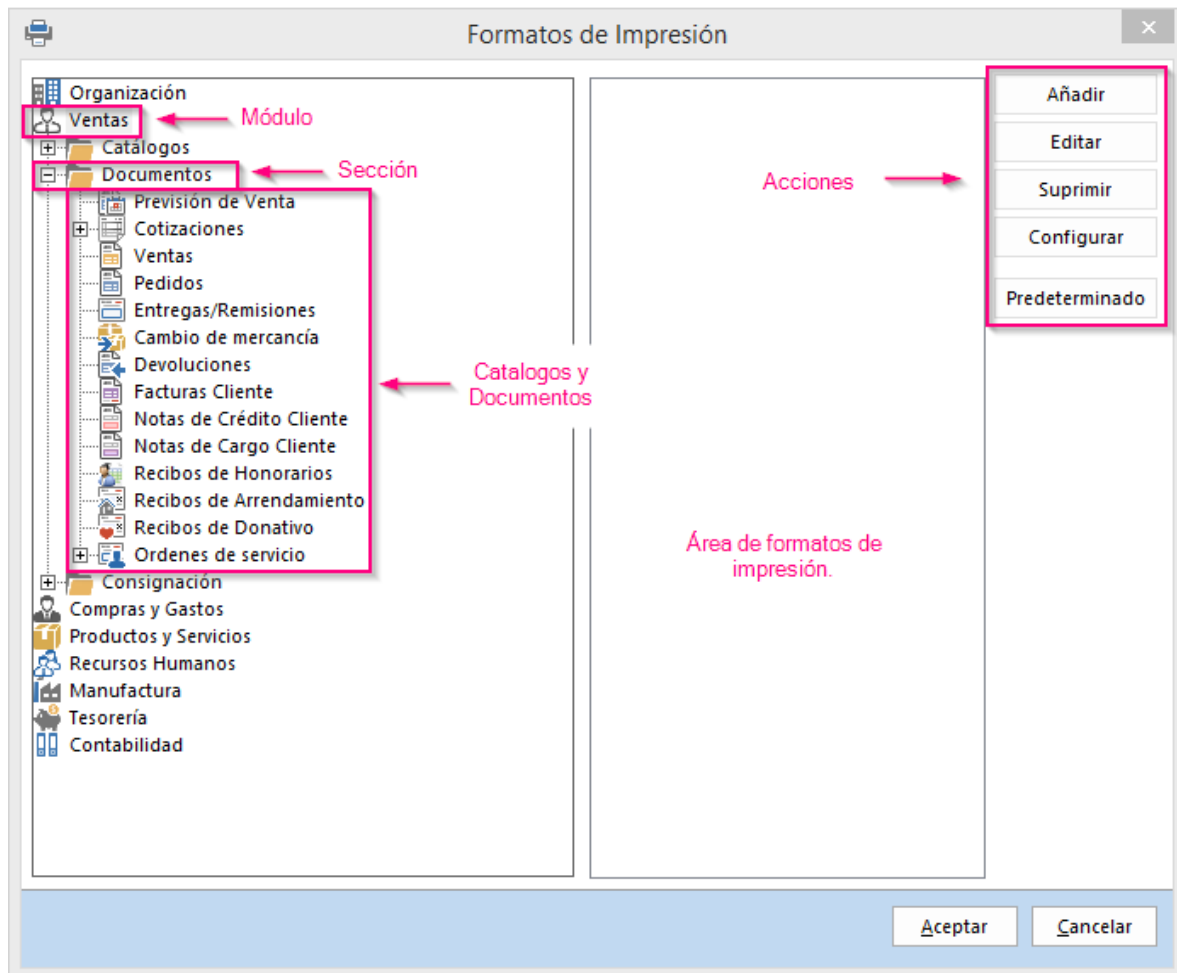 Formatos de Impresión
Organización
Ventas
Módulo
Catálogos
Documentos
Sección
Previsión de Venta
Cotizaciones
Ventas
Pedidos
Entregas/Remisiones
Cambio de mercancía
Devoluciones
Facturas Cliente
Notas de Crédito Cliente
Notas de Cargo Cliente
Recibos de Honorarios
Recibos de Arrendamiento
Recibos de Donativo
Ordenes de servicio
Catalogos y
Documentos
Consignación
Compras y Gastos
Productos y Servicios
Recursos Humanos
Manufactura
Tesorería
Contabilidad
Área de formatos de
impresión.
Acciones
Añadir
Editar
Suprimir
Configurar
Predeterminado
Aceptar
Cancelar